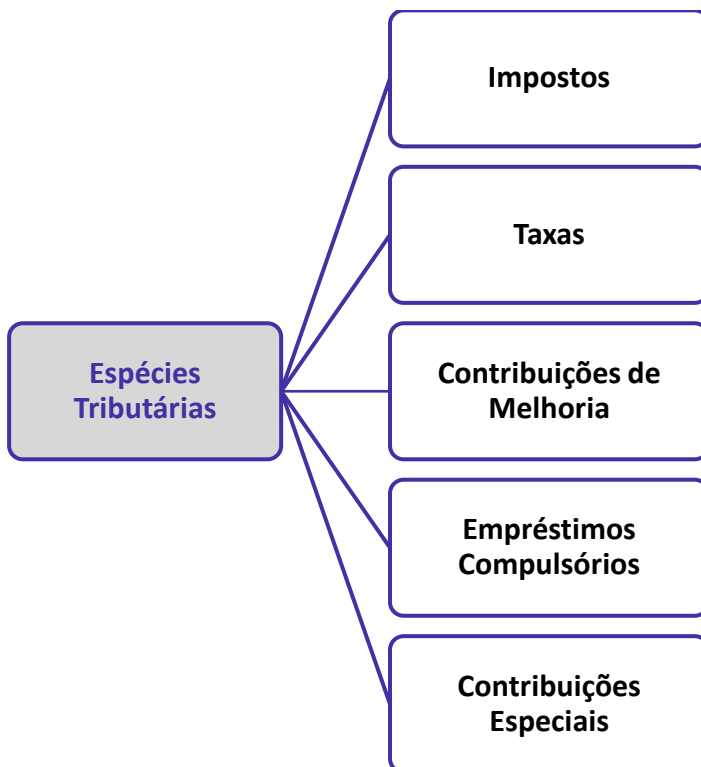 Impostos
Taxas
Espécies
Tributárias
Contribuições de
Melhoria
Empréstimos
Compulsórios
Contribuições
Especiais